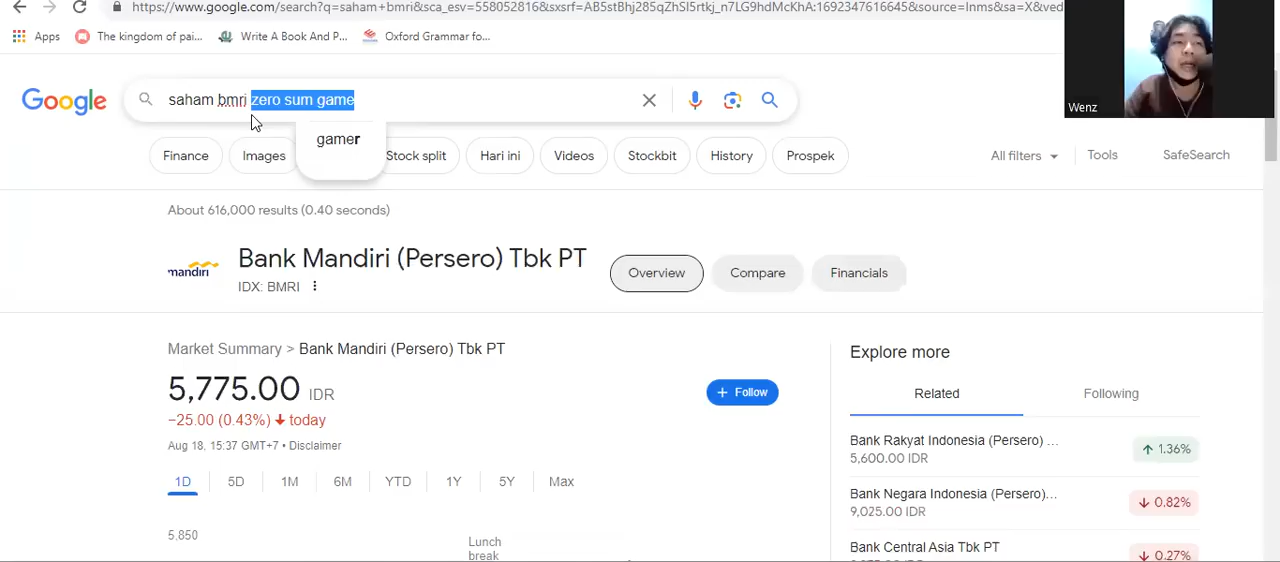 https://www.google.com/search?q=saham+bmri&sca_esv=558052816&sxsrf=AB5stBhj285qZhSl5rtkj_n7LG9hdMcKhA:1692347616645&source=lnms&sa=X&ved
Apps
The kingdom of pai...
Write A Book And P...
Oxford Grammar fo...
Wenz
Google
saham bmri zero sum game
gamer
Finance
Images
Stock split
Hari ini
Videos
Stockbit
History
Prospek
All filters
Tools
SafeSearch
About 616,000 results (0.40 seconds)
mandiri
Bank Mandiri (Persero) Tbk PT
IDX: BMRI
Overview
Compare
Financials
Market Summary > Bank Mandiri (Persero) Tbk PT
5,775.00 IDR
−25.00 (0.43%) today
Aug 18, 15:37 GMT+7 • Disclaimer
+ Follow
1D
5D
1M
6M
YTD
1Y
5Y
Max
5,850
Lunch
break
Explore more
Related
Following
Bank Rakyat Indonesia (Persero) ...
5,600.00 IDR
1.36%
Bank Negara Indonesia (Persero)...
9,025.00 IDR
0.82%
Bank Central Asia Tbk PT
0.27%